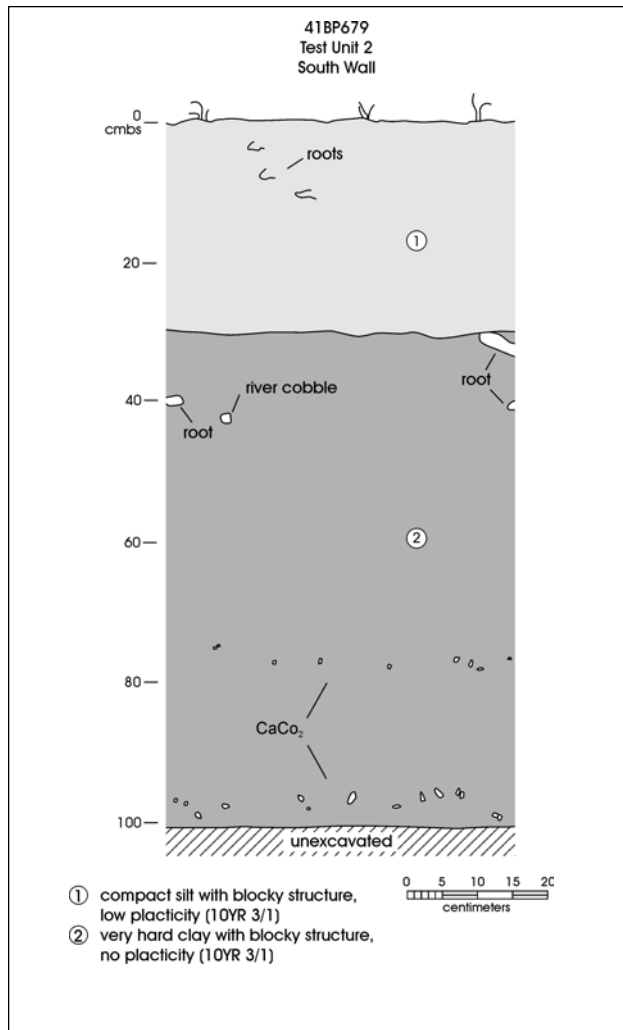 41BP679
Test Unit 2
South Wall
0
cmbs
roots
①
20
river cobble
root
40
root
②
60
80
CaCo₂
100
unexcavated
① compact silt with blocky structure,
low placticity (10YR 3/1)
② very hard clay with blocky structure,
no placticity (10YR 3/1)
0 5 10 15 20
centimeters